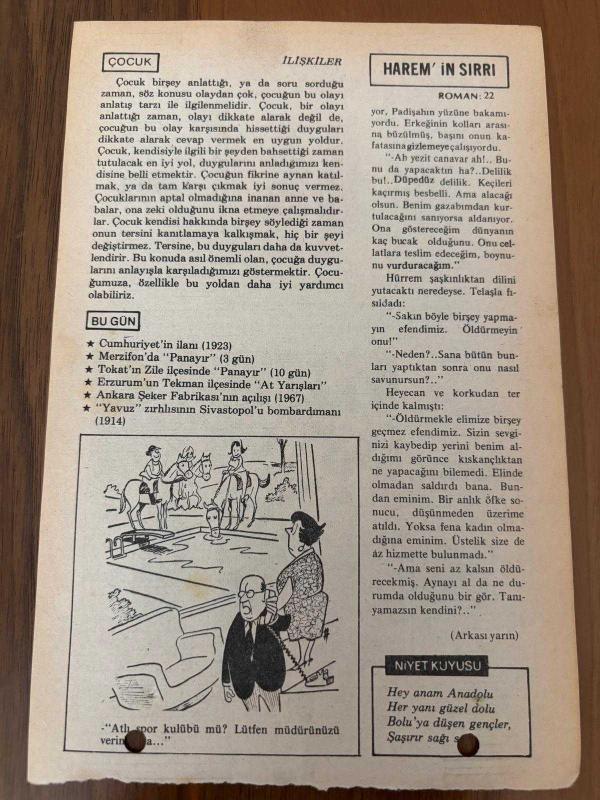 ÇOCUK
İLİŞKİLER
Çocuk birşey anlattığı, ya da soru sorduğu
zaman, söz konusu olaydan çok, çocuğun bu olayı
anlatış tarzı ile ilgilenmelidir. Çocuk, bir olayı
anlattığı zaman, olayı dikkate alarak değil de,
çocuğun bu olay karşısında hissettiği duyguları
dikkate alarak cevap vermek en uygun yoldur.
Çocuk, kendisiyle ilgili bir şeyden bahsettiği zaman
tutulacak en iyi yol, duygularını anladığımızı ken-
disine belli etmektir. Çocuğun fikrine aynan katıl-
mak, ya da tam karşı çıkmak iyi sonuç vermez.
Çocuklarının aptal olmadığına inanan anne ve ba-
balar, ona zeki olduğunu ikna etmeye çalışmalıdır-
lar. Çocuk kendisi hakkında birşey söylediği zaman
onun tersini kanıtlamaya kalkışmak, hiç bir şeyi
değiştirmez. Tersine, bu duyguları daha da kuvvet-
lendirir. Bu konuda asıl önemli olan, çocuğa duygu-
larını anlayışla karşıladığımızı göstermektir. Çocu-
ğumuza, özellikle bu yoldan daha iyi yardımcı
olabiliriz.
BU GÜN
★ Cumhuriyet'in ilanı (1923)
★ Merzifon'da "Panayır" (3 gün)
★ Tokat'ın Zile ilçesinde "Panayır" (10 gün)
★ Erzurum'un Tekman ilçesinde "At Yarışları"
★ Ankara Şeker Fabrikası'nın açılışı (1967)
★ "Yavuz" zırhlısının Sivastopol'u bombardımanı
(1914)
-"Atlı spor kulübü mü? Lütfen müdürünüzü
HAREM' iN SIRRI
ROMAN: 22
yor, Padişahın yüzüne bakamı-
yordu. Erkeğinin kolları arası-
na büzülmüş, başını onun ka-
fatasına gizlemeye çalışıyordu.
"-Ah yezit canavar ah!.. Bu-
nu da yapacaktın ha?..Delilik
bu!..Düpedüz delilik. Keçileri
kaçırmış besbelli. Ama alacağı
olsun. Benim gazabımdan kur-
tulacağını sanıyorsa aldanıyor.
Ona göstereceğim dünyanın
kaç bucak olduğunu. Onu cel-
latlara teslim edeceğim, boynu-
nu vurduracağım."
Hürrem şaşkınlıktan dilini
yutacaktı neredeyse. Telaşla fı-
sıldadı:
"-Sakın böyle birşey yapma-
yın efendimiz. Öldürmeyin
onu!"
"-Neden?..Sana bütün bun-
ları yaptıktan sonra onu nasıl
savunursun?.."
Heyecan ve korkudan ter
içinde kalmıştı:
"-Öldürmekle elimize birşey
geçmez efendimiz. Sizin sevgi-
nizi kaybedip yerini benim al-
dığımı görünce kıskançlıktan
ne yapacağını bilemedi. Elinde
olmadan saldırdı bana. Bun-
dan eminim. Bir anlık öfke so-
nucu, düşünmeden üzerime
atıldı. Yoksa fena kadın olma-
dığına eminim. Üstelik size de
az hizmette bulunmadı."
"-Ama seni az kalsın öldü-
recekmiş. Aynayı al da ne du-
rumda olduğunu bir gör. Tanı-
yamazsın kendini?.."
(Arkası yarın)
NiYET KUYUSU
Hey anam Anadolu
Her yanı güzel dolu
Bolu'ya düşen gençler,
Şaşırır sağı